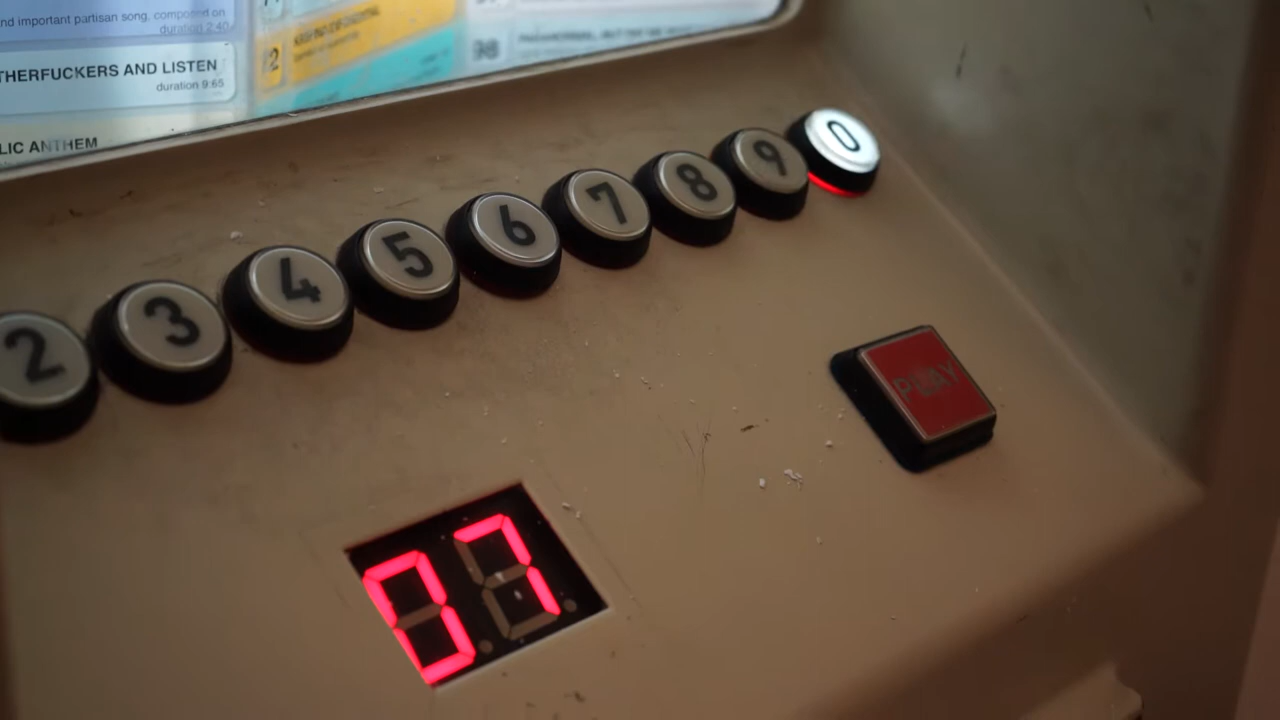 nd important partisan song, composed on
duration 2:40
THERFUCKERS AND LISTEN
duration 9:65
LIC ANTHEM
98
2
3
4
5
6
7
8
9
0
PLAY
07